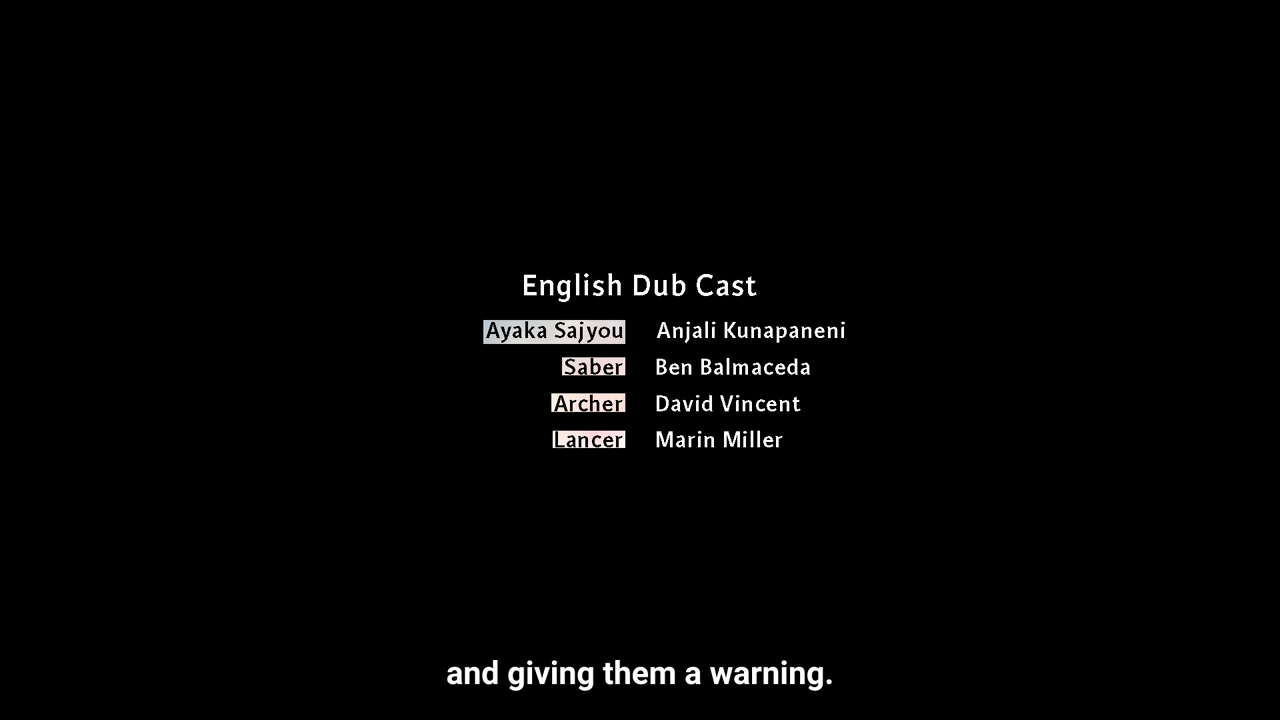 English Dub Cast
Ayaka Sajyou Anjali Kunapaneni
Saber Ben Balmaceda
Archer David Vincent
Lancer Marin Miller
and giving them a warning.